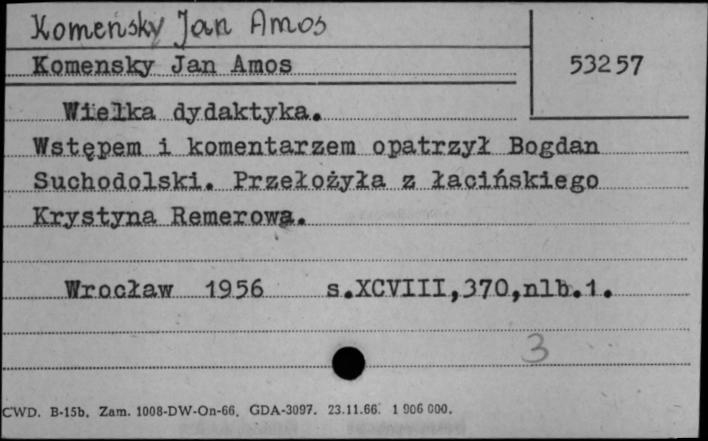 Komeńsky Jan Amos
Komensky Jan Amos
53257
Wielka dydaktyka.
Wstępem i komentarzem opatrzył Bogdan
Suchodolski. Przełożyła z łacińskiego
Krystyna Remerowa.
Wrocław 1956 s.XCVIII,370,nlb.1.
3
CWD. B-15b. Zam. 1008-DW-On-66. GDA-3097. 23.11.66. 1 906 000.